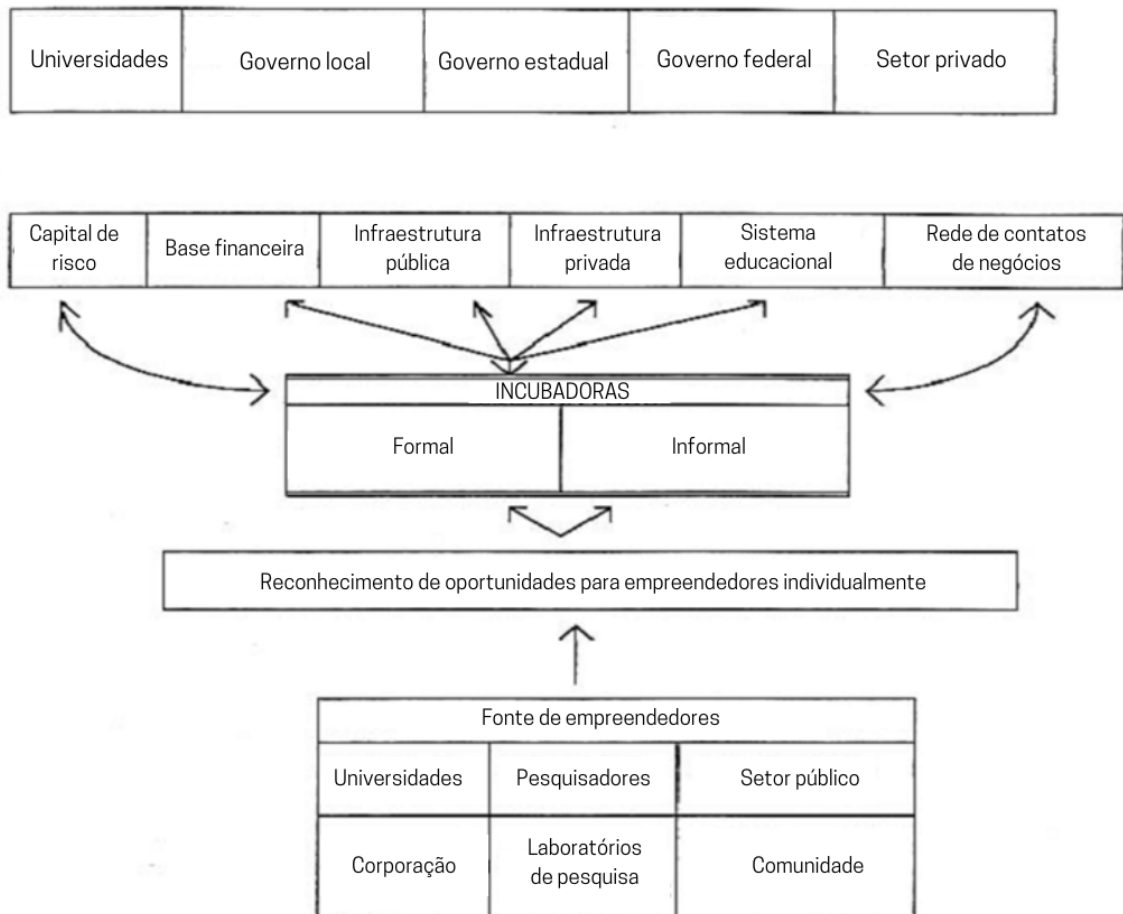 Universidades
Governo local
Governo estadual
Governo federal
Setor privado
Capital de
risco
Base financeira
Infraestrutura
pública
Infraestrutura
privada
Sistema
educacional
Rede de contatos
de negócios
INCUBADORAS
Formal
Informal
Reconhecimento de oportunidades para empreendedores individualmente
Fonte de empreendedores
Universidades
Pesquisadores
Setor público
Corporação
Laboratórios
de pesquisa
Comunidade